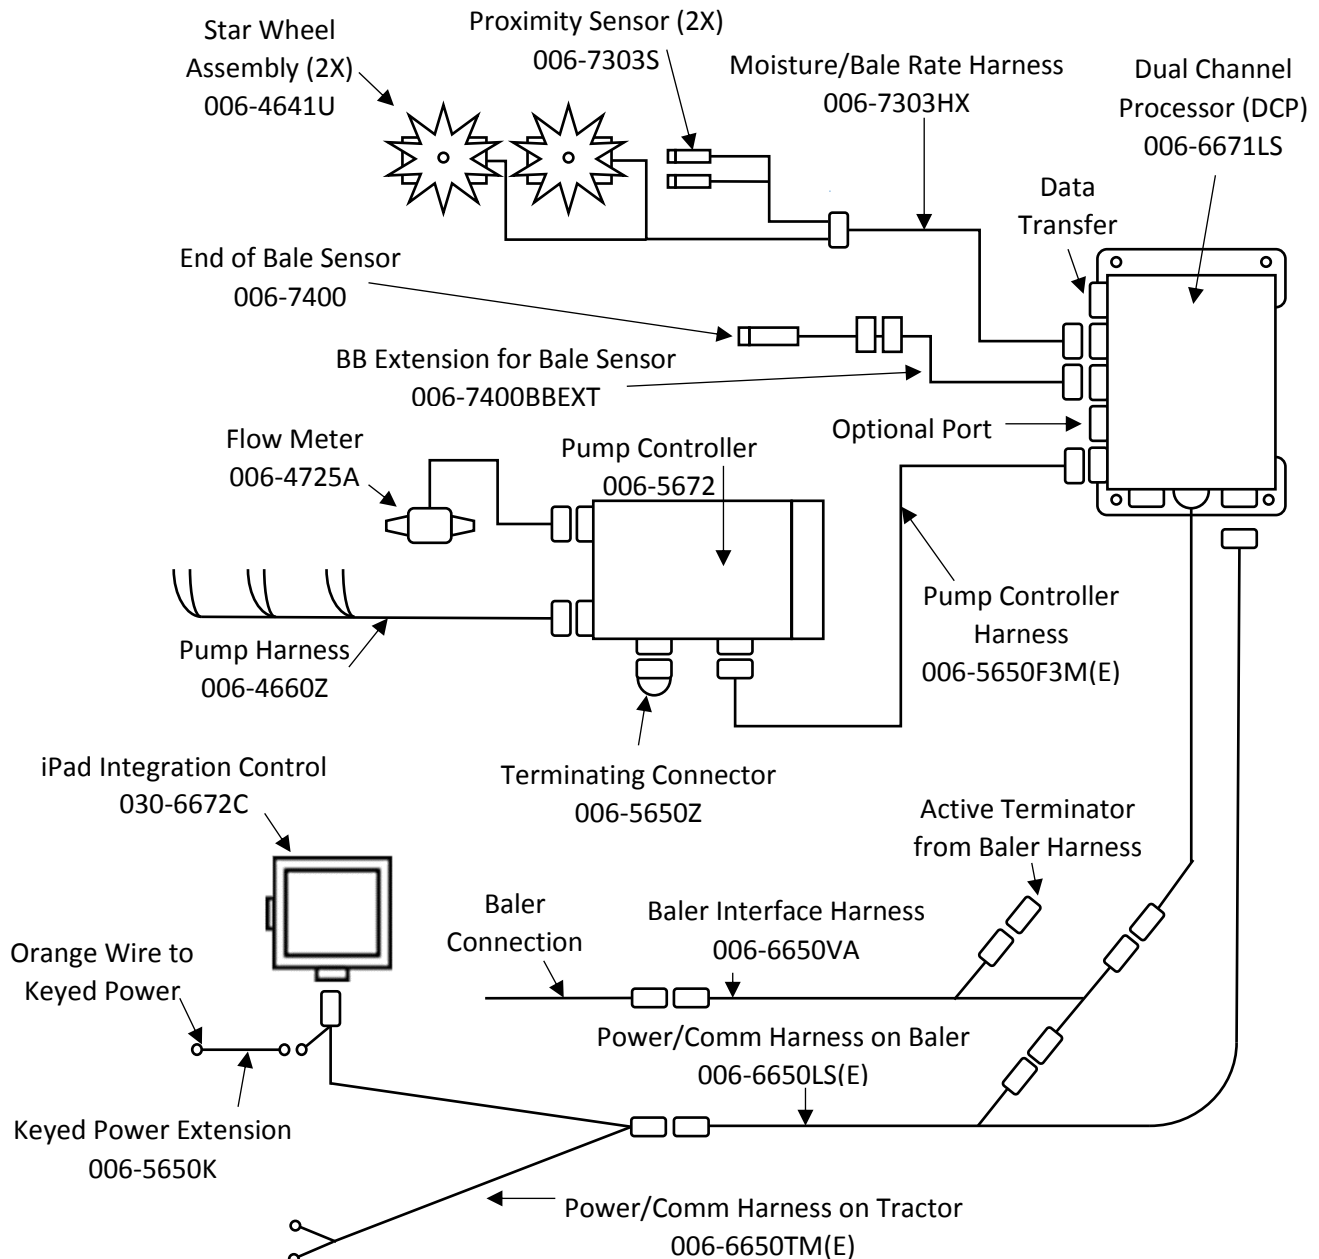 Star Wheel
Assembly (2X)
006-4641U
Proximity Sensor (2X)
006-7303S
Moisture/Bale Rate Harness
006-7303HX
Dual Channel
Processor (DCP)
006-6671LS
Data
Transfer
End of Bale Sensor
006-7400
BB Extension for Bale Sensor
006-7400BBEXT
Optional Port
Flow Meter
006-4725A
Pump Controller
006-5672
Pump Harness
006-4660Z
Pump Controller
Harness
006-5650F3M(E)
iPad Integration Control
030-6672C
Terminating Connector
006-5650Z
Active Terminator
from Baler Harness
Baler
Connection
Baler Interface Harness
006-6650VA
Orange Wire to
Keyed Power
Power/Comm Harness on Baler
006-6650LS(E)
Keyed Power Extension
006-5650K
Power/Comm Harness on Tractor
006-6650TM(E)